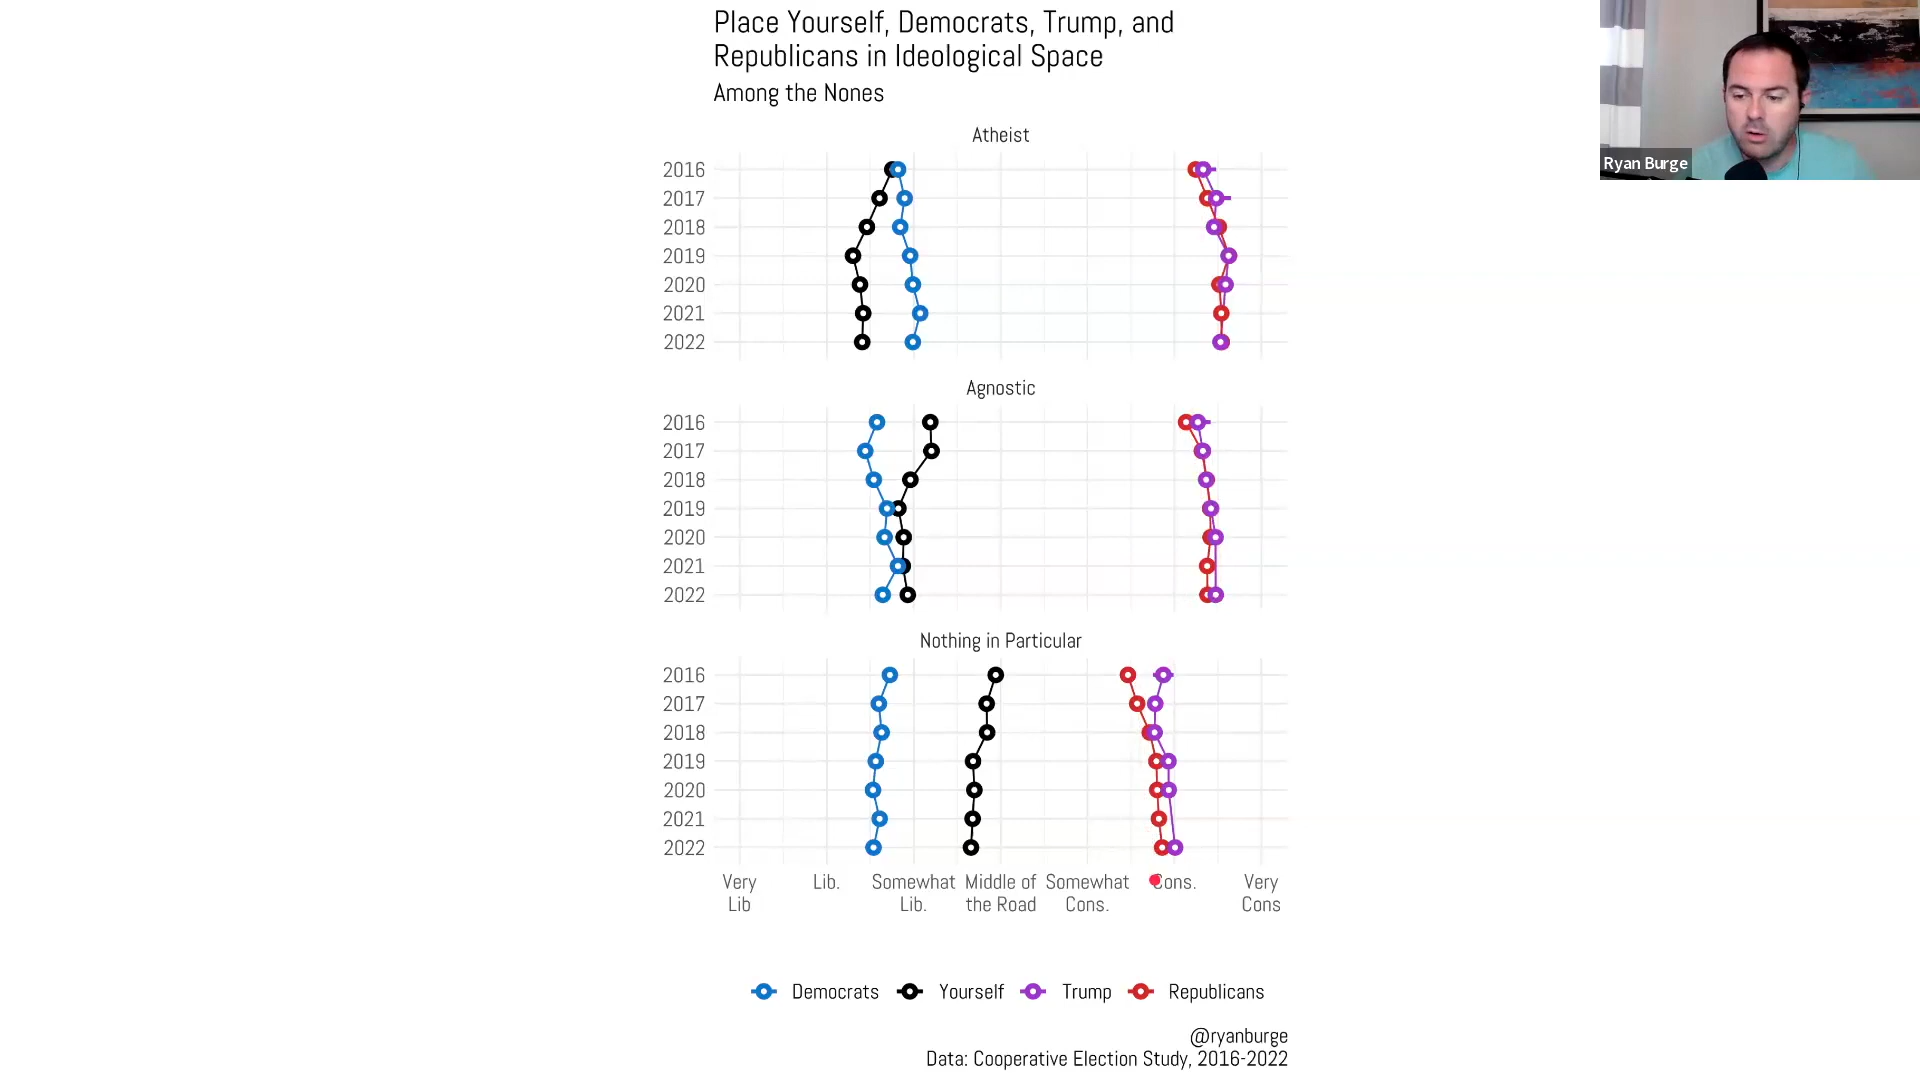 Place Yourself, Democrats, Trump, and
Republicans in Ideological Space
Among the Nones
Ryan Burge
Atheist
2016
2017
2018
2019
2020
2021
2022
Agnostic
2016
2017
2018
2019
2020
2021
2022
Nothing in Particular
2016
2017
2018
2019
2020
2021
2022
Very Lib. Somewhat Middle of Somewhat Cons. Very
Lib Lib. the Road Cons. Cons
Democrats Yourself Trump Republicans
@ryanburge
Data: Cooperative Election Study, 2016-2022